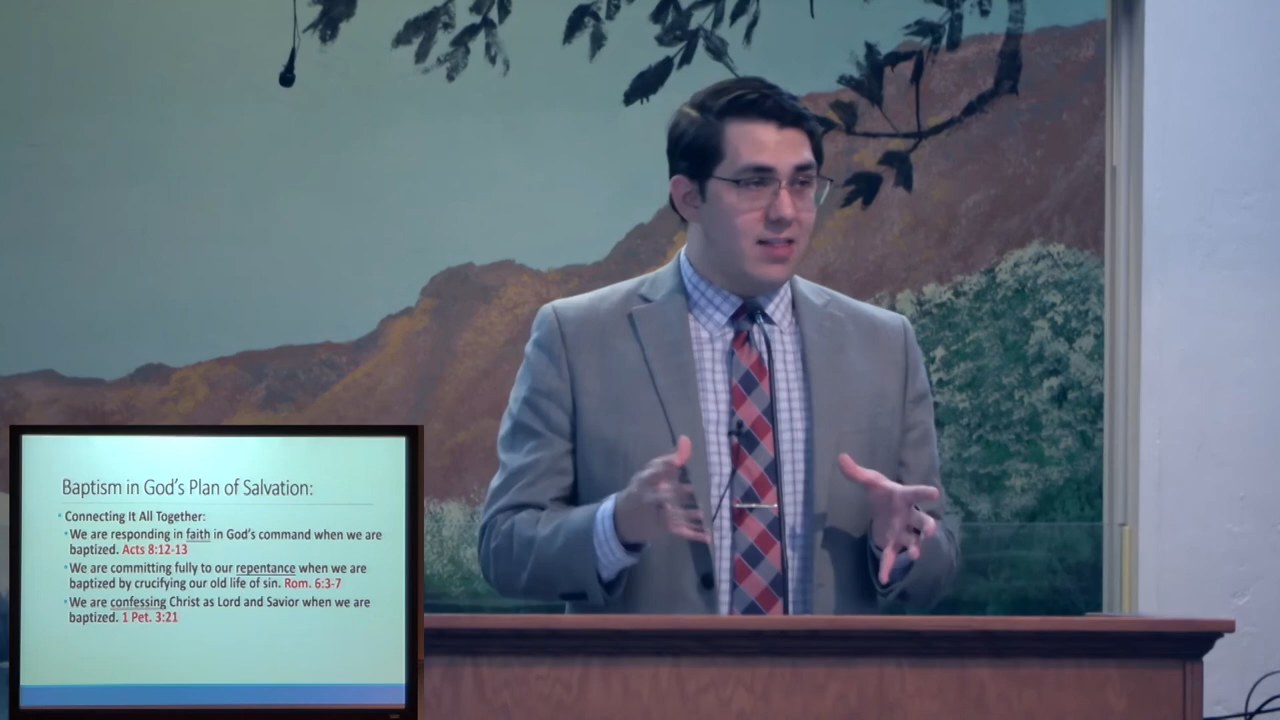 Baptism in God's Plan of Salvation:
Connecting It All Together:
We are responding in faith in God's command when we are
baptized. Acts 8:12-13
We are committing fully to our repentance when we are
baptized by crucifying our old life of sin. Rom. 6:3-7
We are confessing Christ as Lord and Savior when we are
baptized. 1 Pet. 3:21